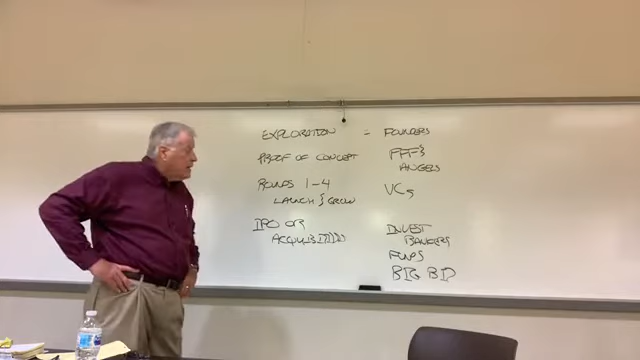 EXPLORATION = FOUNDERS
PROOF OF CONCEPT FFF &
ANGELS
ROUNDS 1-4 VCs
LAUNCH & GROW
IPO OR INVEST
ACQUISITION BANKERS
FUNDS
BIG BD